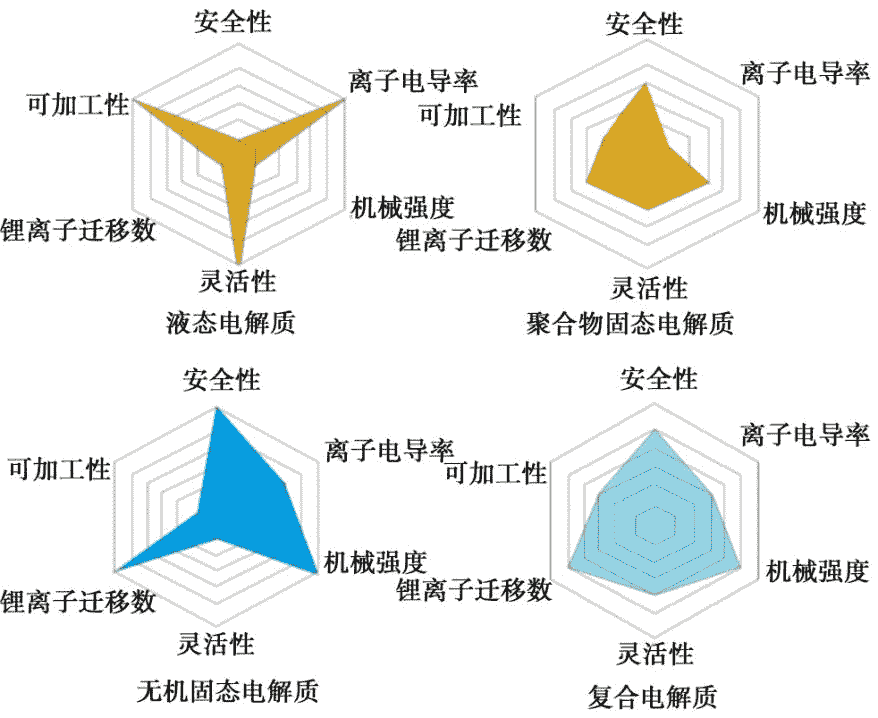 安全性
离子电导率
可加工性
机械强度
锂离子迁移数
灵活性
液态电解质
安全性
离子电导率
可加工性
机械强度
锂离子迁移数
灵活性
聚合物固态电解质
安全性
离子电导率
可加工性
机械强度
锂离子迁移数
灵活性
无机固态电解质
安全性
离子电导率
可加工性
机械强度
锂离子迁移数
灵活性
复合电解质